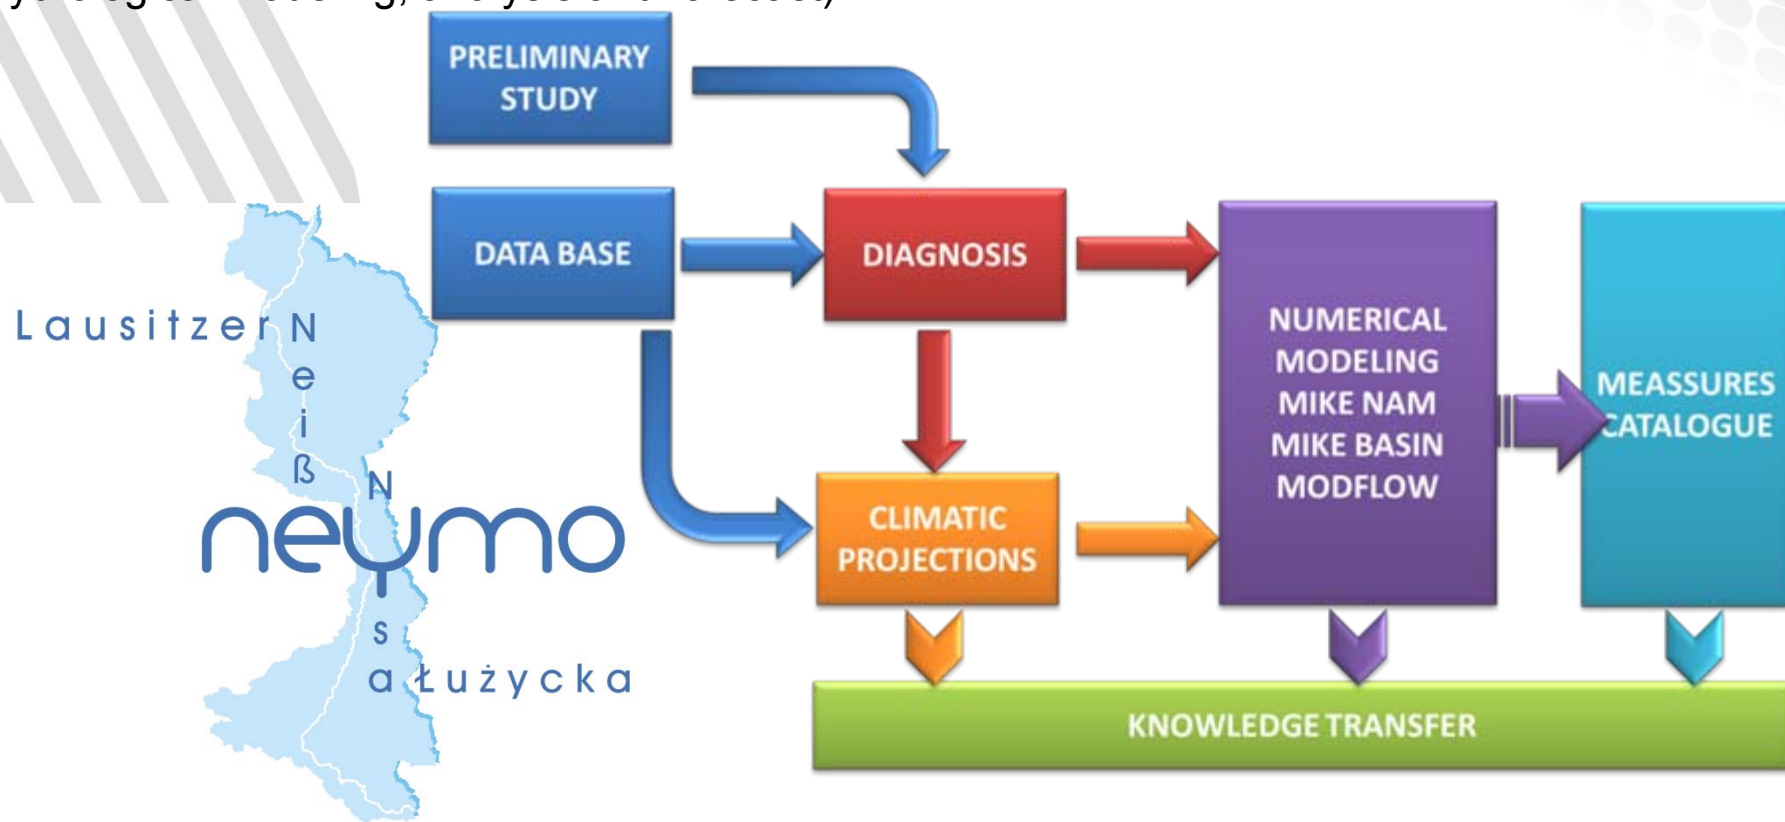 PRELIMINARY
STUDY
DATA BASE
DIAGNOSIS
NUMERICAL
MODELING
MIKE NAM
MIKE BASIN
MODFLOW
MEASSURES
CATALOGUE
CLIMATIC
PROJECTIONS
KNOWLEDGE TRANSFER
Lausitzer Neiß
neymo
Nysa Łużycka